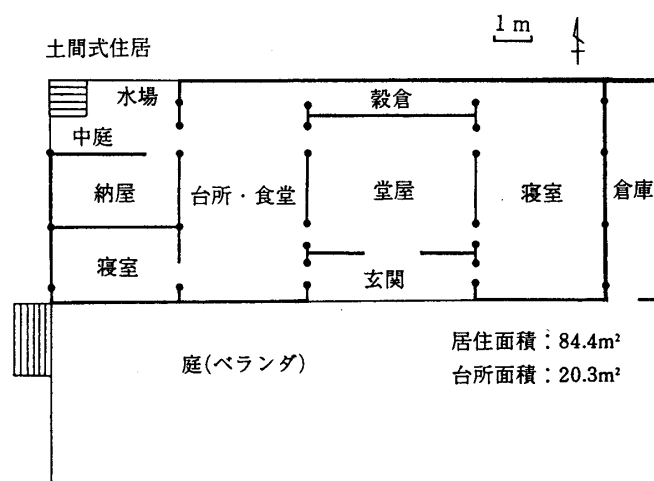 1 m
土間式住居
水場
穀倉
中庭
納屋
台所・食堂
堂屋
寝室
倉庫
寝室
玄関
庭(ベランダ)
居住面積：84.4m²
台所面積：20.3m²